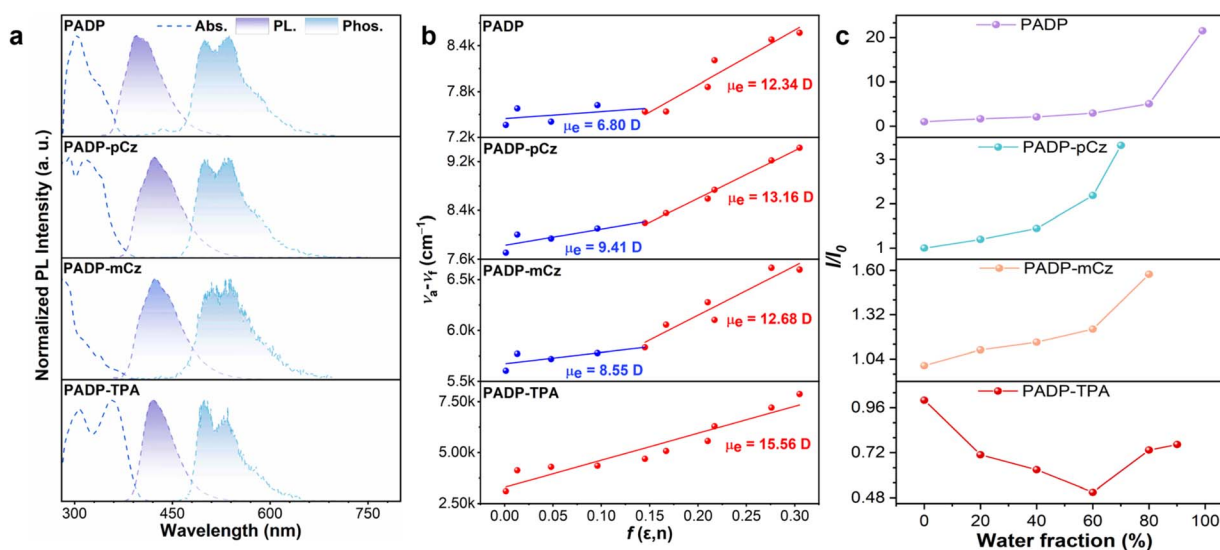 a
PADP
Abs.
PL.
Phos.
PADP-pCz
PADP-mCz
PADP-TPA
Normalized PL Intensity (a. u.)
300
450
600
750
Wavelength (nm)
b
PADP
8.4k
7.8k
7.2k
μe = 6.80 D
μe = 12.34 D
PADP-pCz
9.2k
8.4k
7.6k
μe = 9.41 D
μe = 13.16 D
PADP-mCz
6.5k
6.0k
5.5k
μe = 8.55 D
μe = 12.68 D
PADP-TPA
7.50k
5.00k
2.50k
μe = 15.56 D
νa-νf (cm⁻¹)
0.00
0.05
0.10
0.15
0.20
0.25
0.30
f (ε,n)
c
PADP
20
10
0
PADP-pCz
3
2
1
PADP-mCz
1.60
1.32
1.04
PADP-TPA
0.96
0.72
0.48
I/I0
0
20
40
60
80
100
Water fraction (%)